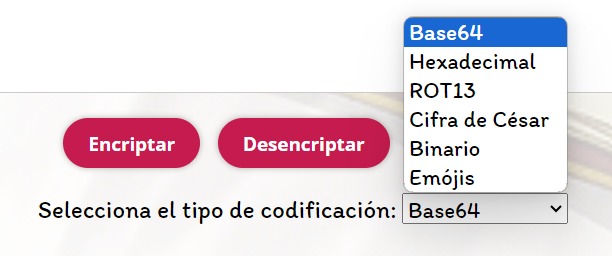 Base64
Hexadecimal
ROT13
Cifra de César
Binario
Emójis
Encriptar
Desencriptar
Selecciona el tipo de codificación: Base64